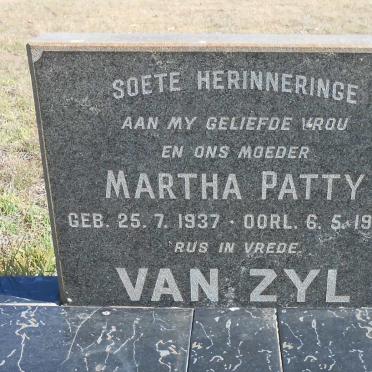 SOETE HERINNERINGE
AAN MY GELIEFDE VROU
EN ONS MOEDER
MARTHA PATTY
GEB. 25. 7. 1937 · OORL. 6. 5. 19
RUS IN VREDE.
VAN ZYL